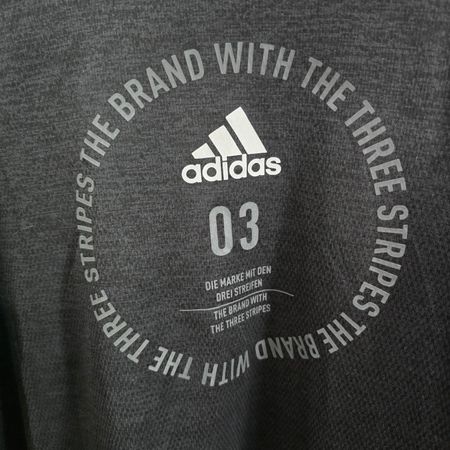 THE BRAND WITH THE THREE STRIPES THE BRAND WITH THE THREE STRIPES
adidas
03
DIE MARKE MIT DEN
DREI STREIFEN
THE BRAND WITH
THE THREE STRIPES